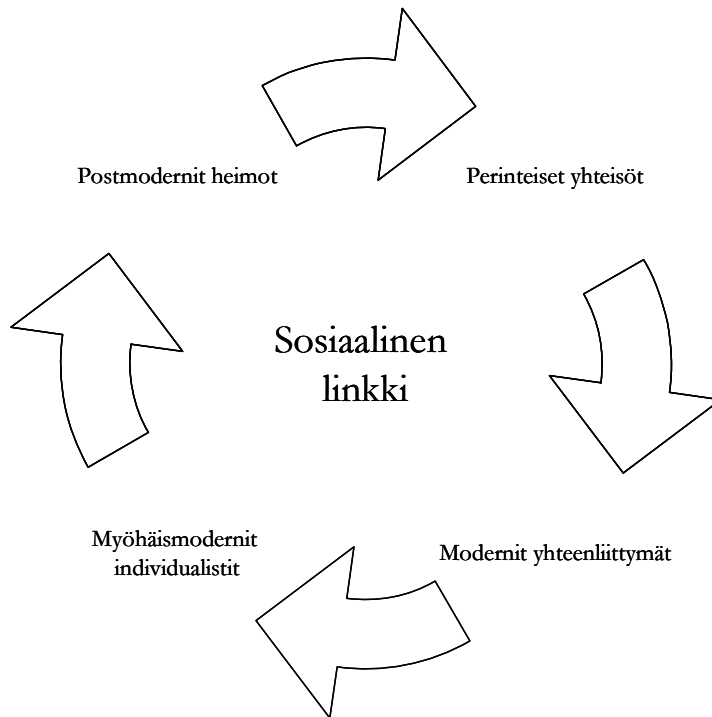 Postmodernit heimot
Perinteiset yhteisöt
Sosiaalinen
linkki
Myöhäismodernit
individualistit
Modernit yhteenliittymät